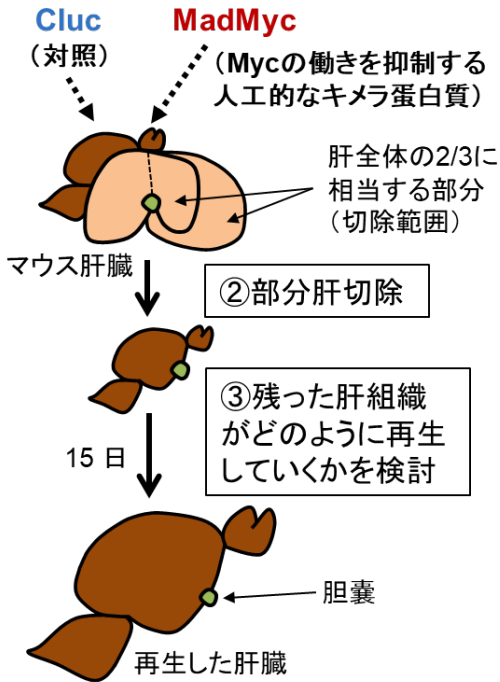 Cluc
（対照）
MadMyc
（Mycの働きを抑制する
人工的なキメラ蛋白質）
肝全体の2/3に
相当する部分
（切除範囲）
マウス肝臓
②部分肝切除
③残った肝組織
がどのように再生
していくかを検討
15 日
胆嚢
再生した肝臓